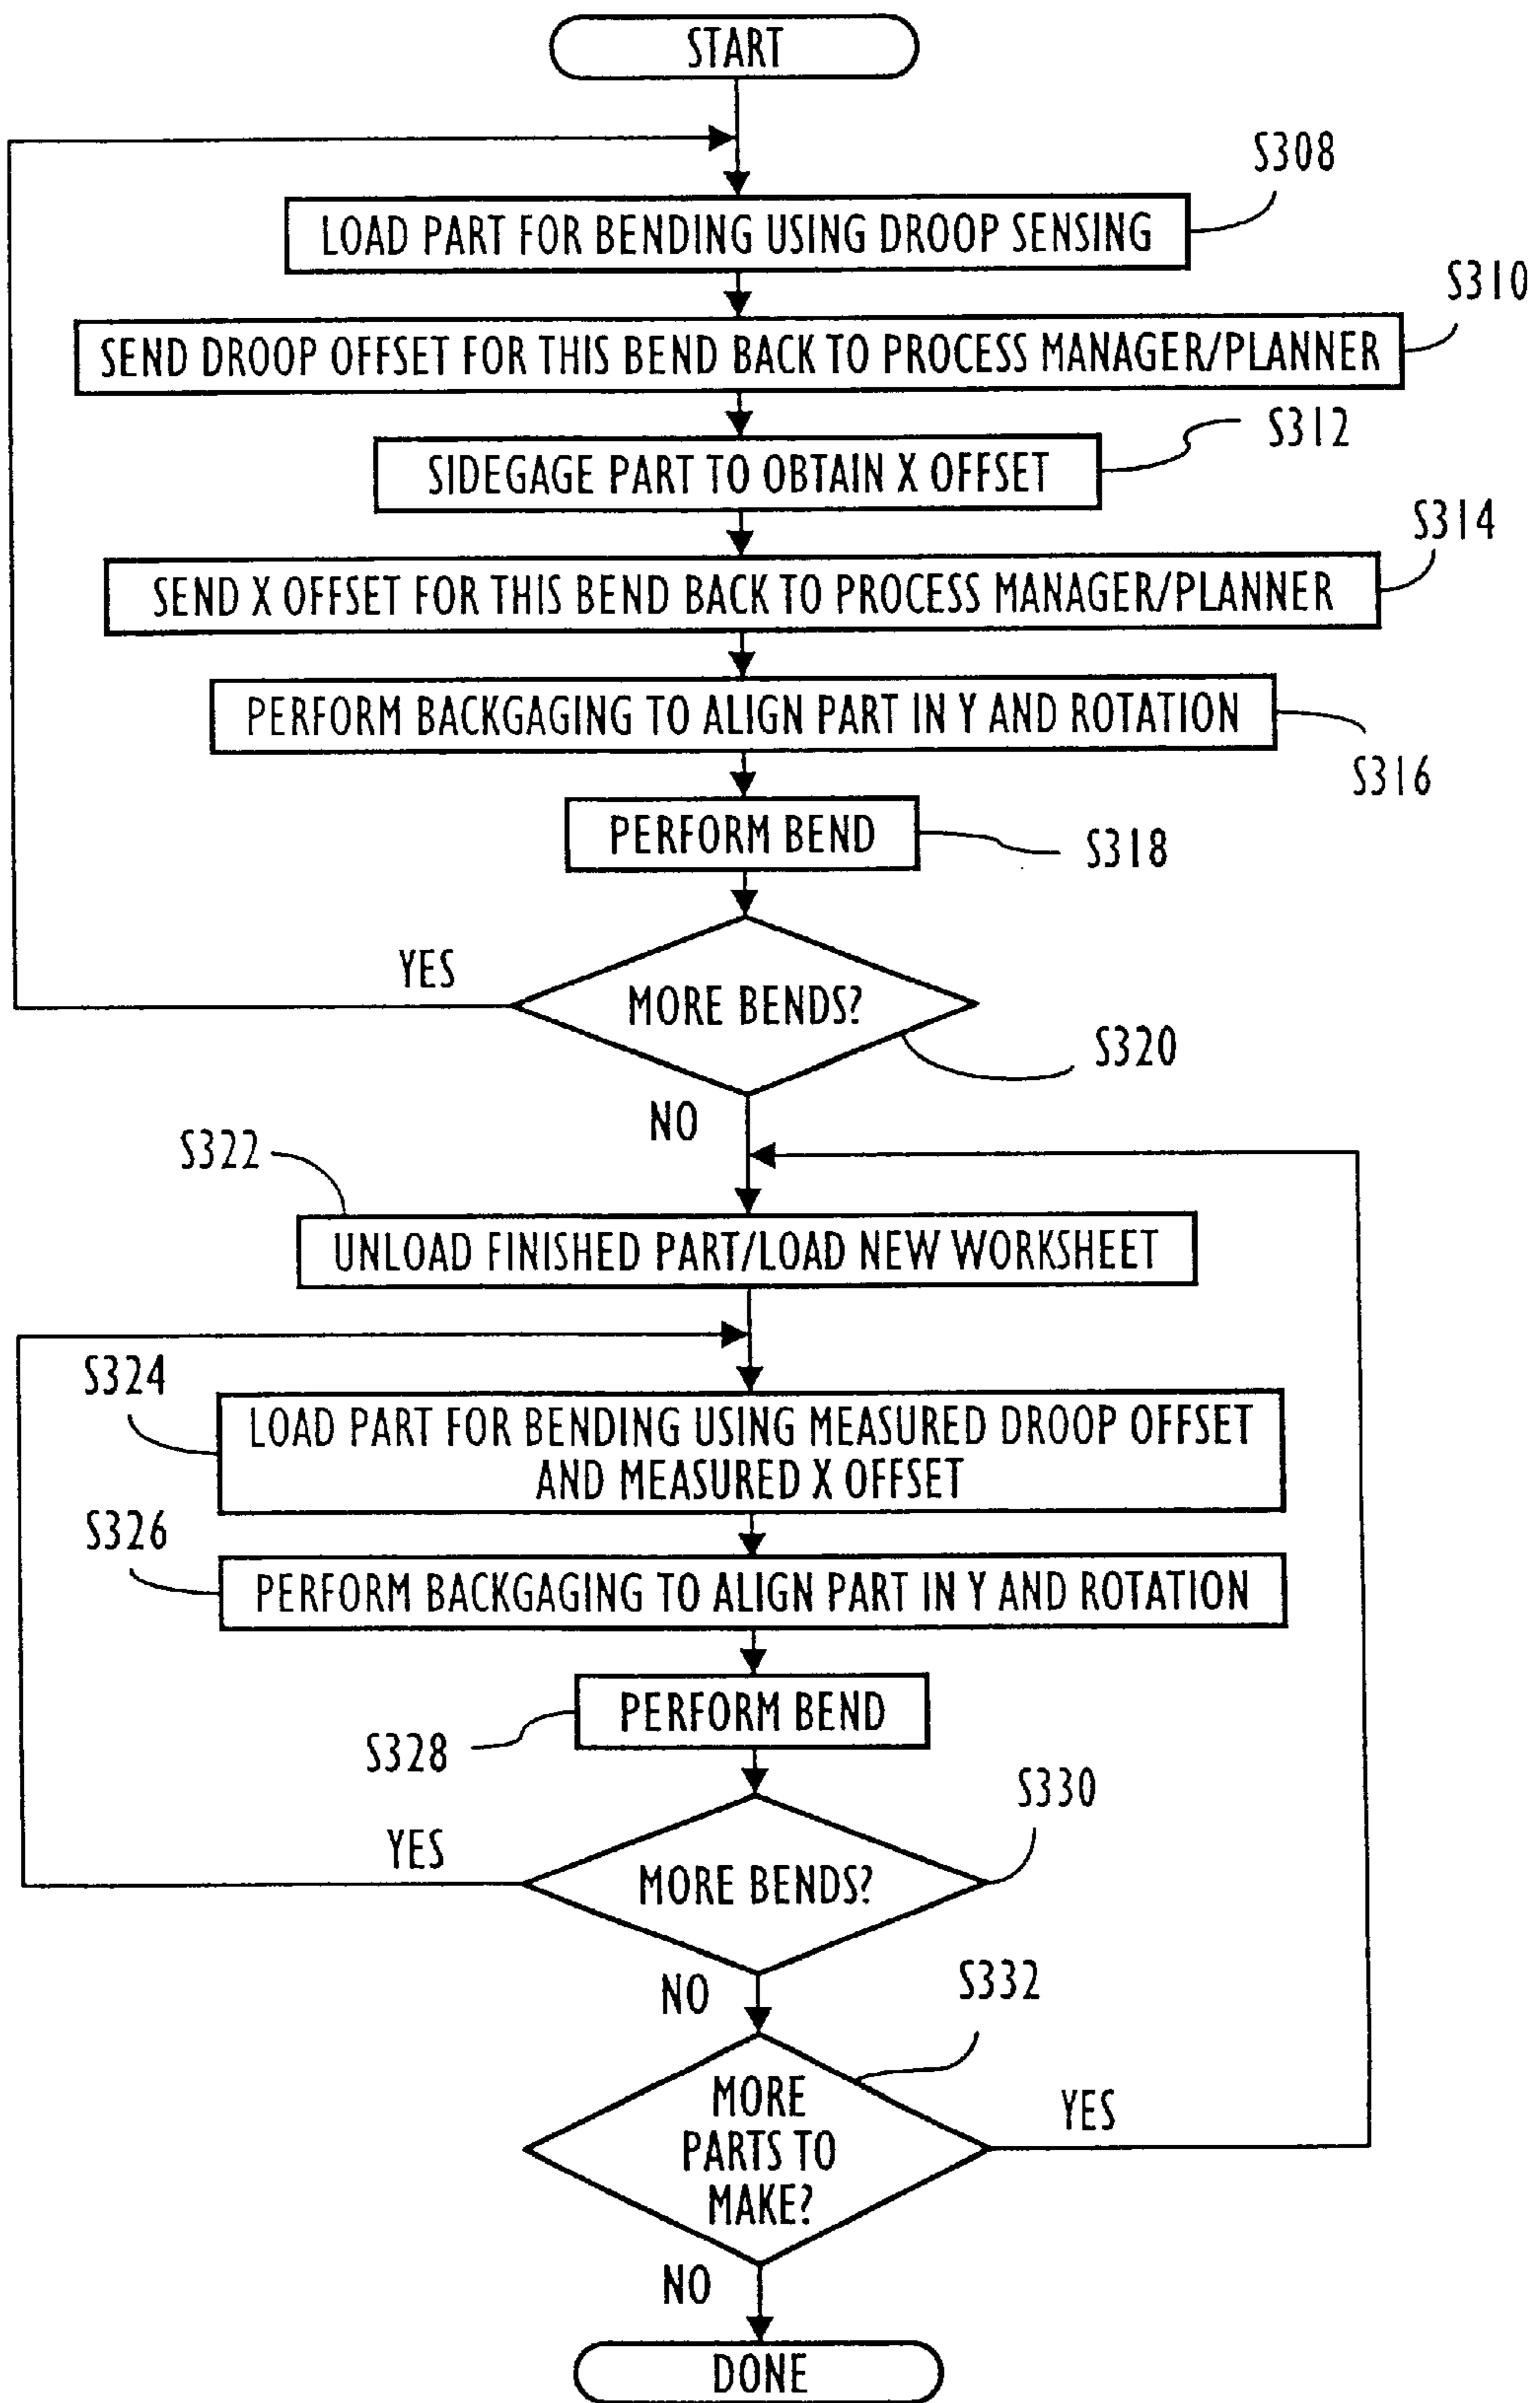 START
S308
LOAD PART FOR BENDING USING DROOP SENSING
S310
SEND DROOP OFFSET FOR THIS BEND BACK TO PROCESS MANAGER/PLANNER
S312
SIDEGAGE PART TO OBTAIN X OFFSET
S314
SEND X OFFSET FOR THIS BEND BACK TO PROCESS MANAGER/PLANNER
PERFORM BACKGAGING TO ALIGN PART IN Y AND ROTATION
S316
PERFORM BEND
S318
YES
MORE BENDS?
S320
NO
S322
UNLOAD FINISHED PART/LOAD NEW WORKSHEET
S324
LOAD PART FOR BENDING USING MEASURED DROOP OFFSET
AND MEASURED X OFFSET
S326
PERFORM BACKGAGING TO ALIGN PART IN Y AND ROTATION
PERFORM BEND
S328
S330
YES
MORE BENDS?
NO
S332
MORE
PARTS TO
MAKE?
YES
NO
DONE